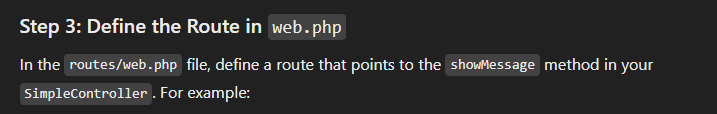 Step 3: Define the Route in web.php
In the routes/web.php file, define a route that points to the showMessage method in your
SimpleController. For example: